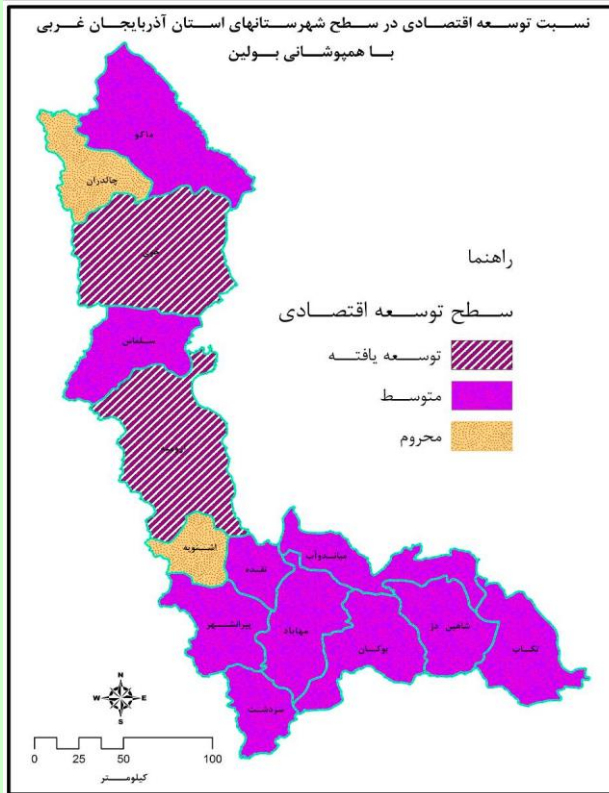 نسبت توسعه اقتصادی در سطح شهرستانهای استان آذربایجان غربی
با همپوشانی بولین
ماکو
چالدران
خوی
سلماس
ارومیه
اشنویه
نقده
میاندوآب
پیرانشهر
مهاباد
بوکان
شاهین دژ
تکاب
سردشت
راهنما
سطح توسعه اقتصادی
توسعه یافته
متوسط
محروم
N
W E
S
0 25 50 100
کیلومتر